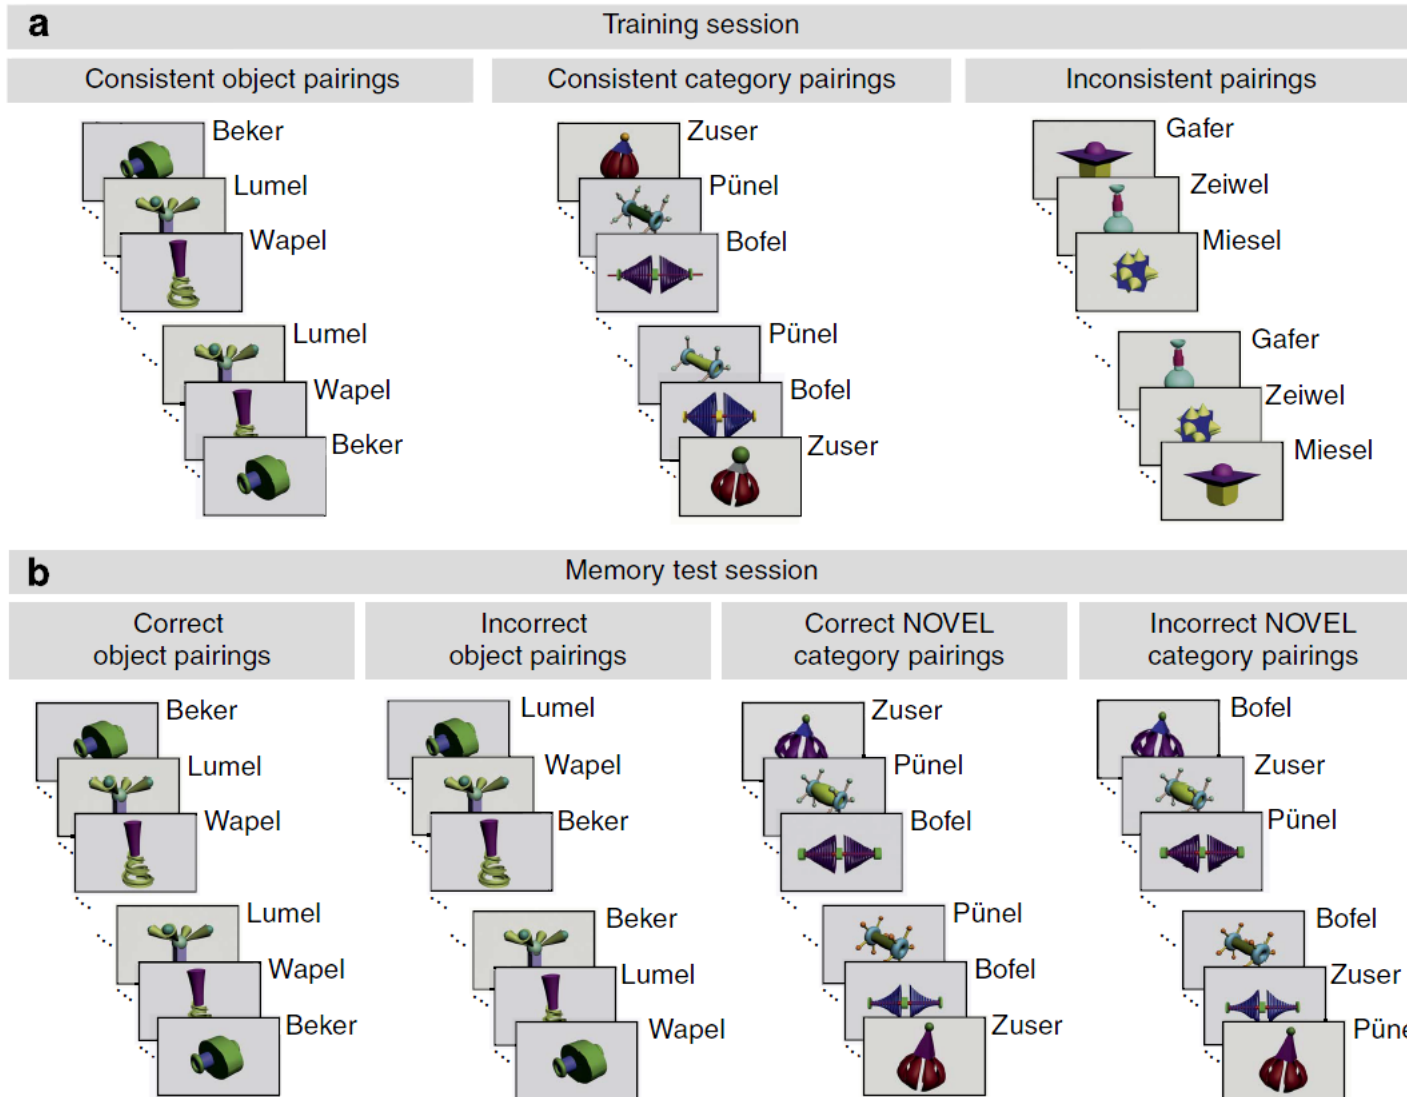 a
Training session
Consistent object pairings
Consistent category pairings
Inconsistent pairings
Beker
Lumel
Wapel
Lumel
Wapel
Beker
Zuser
Pünel
Bofel
Pünel
Bofel
Zuser
Gafer
Zeiwel
Miesel
Gafer
Zeiwel
Miesel
b
Memory test session
Correct
object pairings
Incorrect
object pairings
Correct NOVEL
category pairings
Incorrect NOVEL
category pairings
Beker
Lumel
Wapel
Lumel
Wapel
Beker
Lumel
Wapel
Beker
Beker
Lumel
Wapel
Zuser
Pünel
Bofel
Pünel
Bofel
Zuser
Bofel
Zuser
Pünel
Bofel
Zuser
Püne